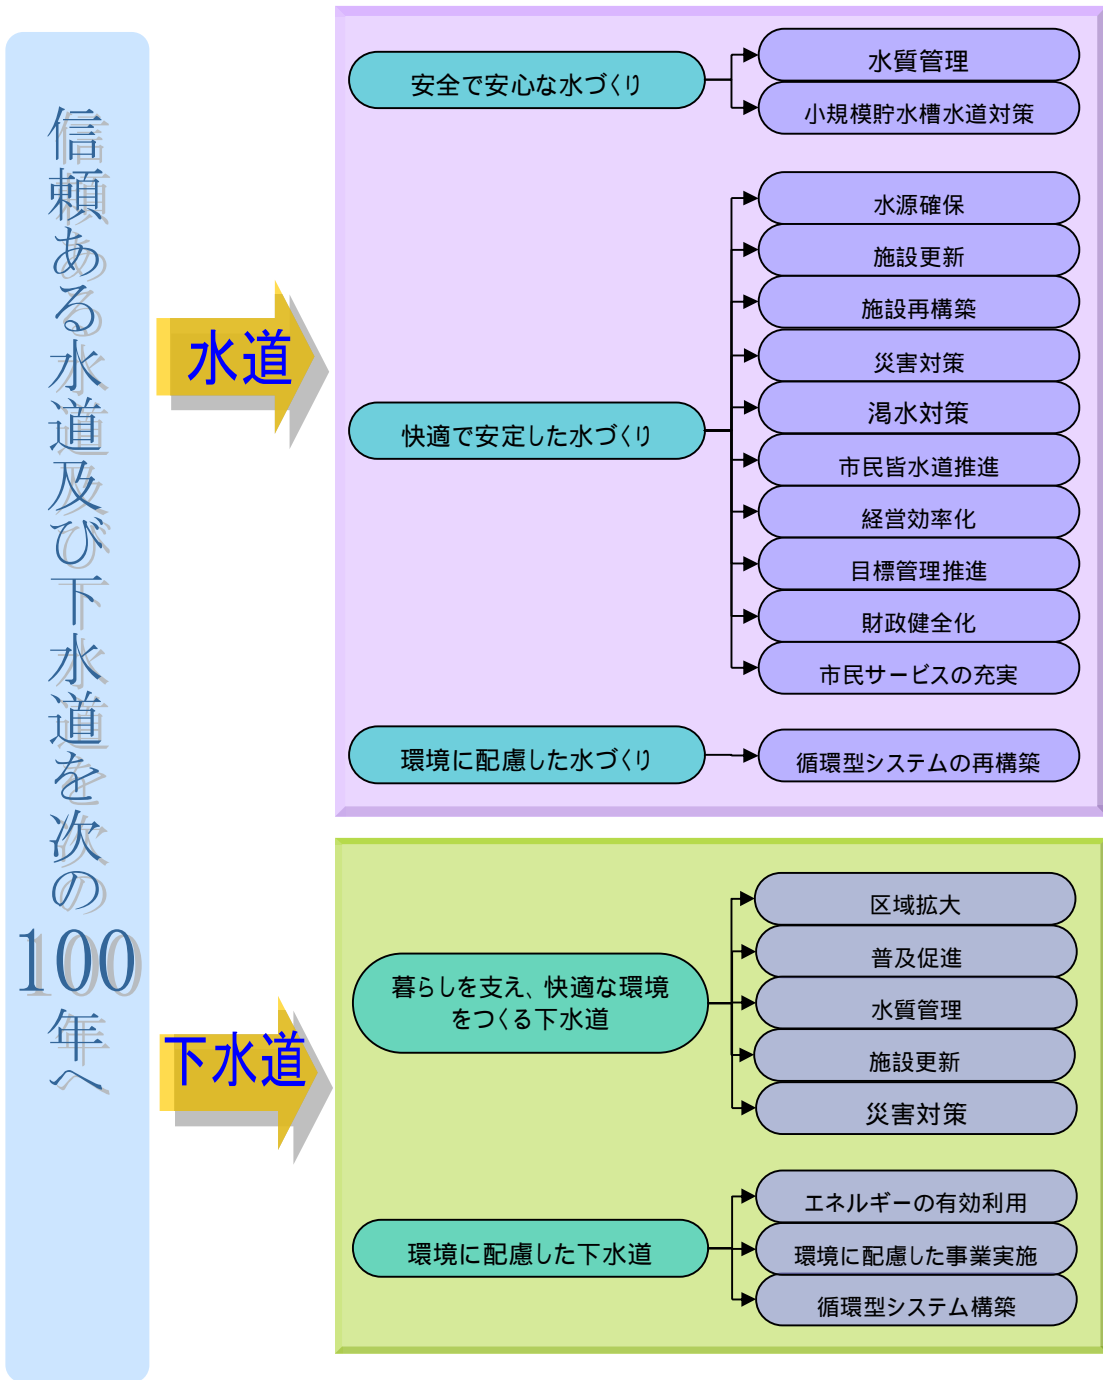 信頼ある水道及び下水道を次の100年へ
水道
安全で安心な水づくり
水質管理
小規模貯水槽水道対策
快適で安定した水づくり
水源確保
施設更新
施設再構築
災害対策
渇水対策
市民皆水道推進
経営効率化
目標管理推進
財政健全化
市民サービスの充実
環境に配慮した水づくり
循環型システムの再構築
下水道
暮らしを支え、快適な環境
をつくる下水道
区域拡大
普及促進
水質管理
施設更新
災害対策
環境に配慮した下水道
エネルギーの有効利用
環境に配慮した事業実施
循環型システム構築